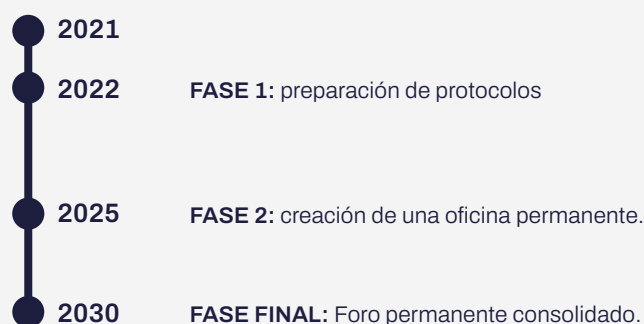 2021
2022 FASE 1: preparación de protocolos
2025 FASE 2: creación de una oficina permanente.
2030 FASE FINAL: Foro permanente consolidado.